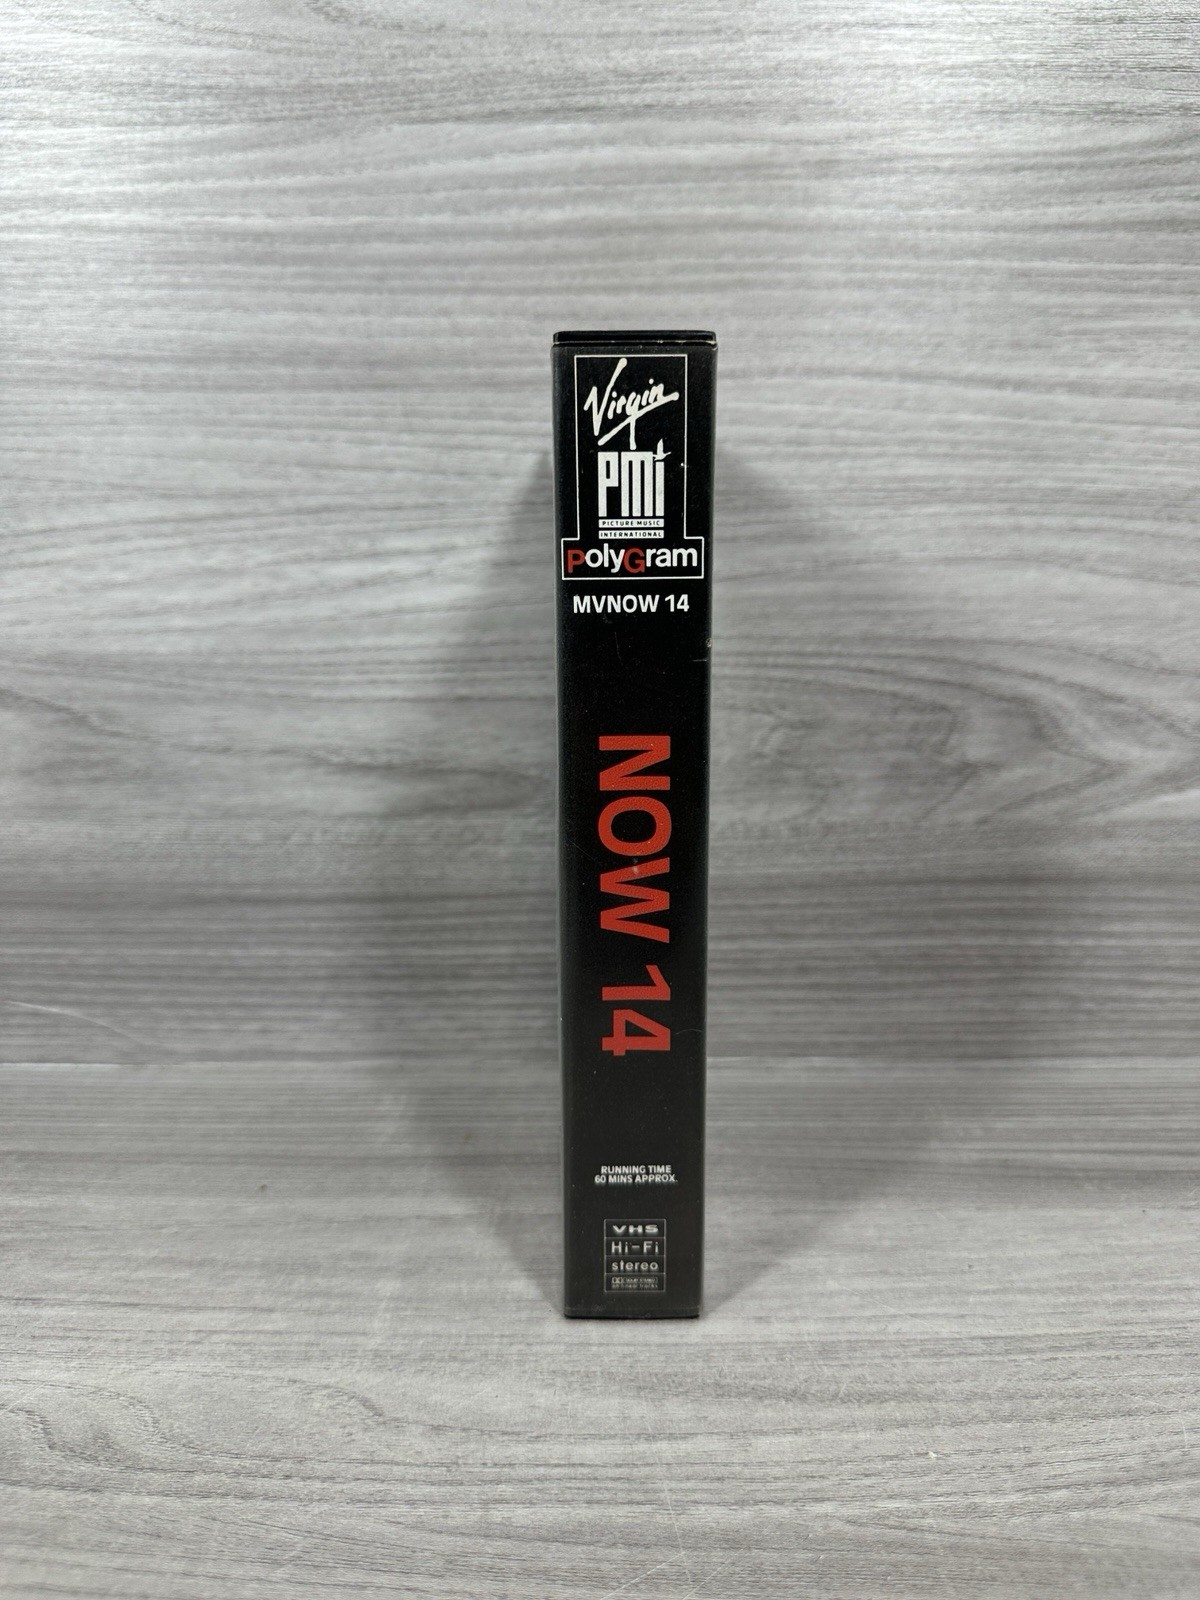 Virgin
PMi
PICTURE MUSIC
INTERNATIONAL
PolyGram
MVNOW 14
NOW 14
RUNNING TIME
60 MINS APPROX.
VHS
Hi-Fi
stereo